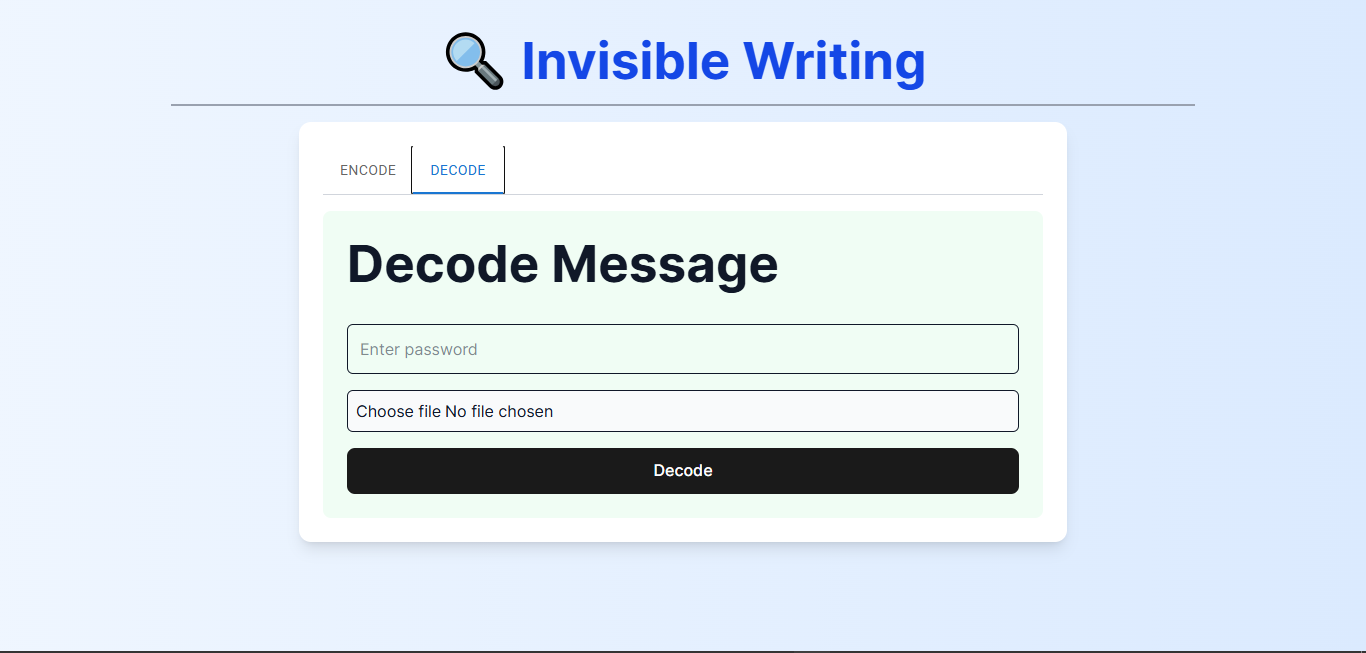 Invisible Writing
ENCODE DECODE
Decode Message
Enter password
Choose file No file chosen
Decode